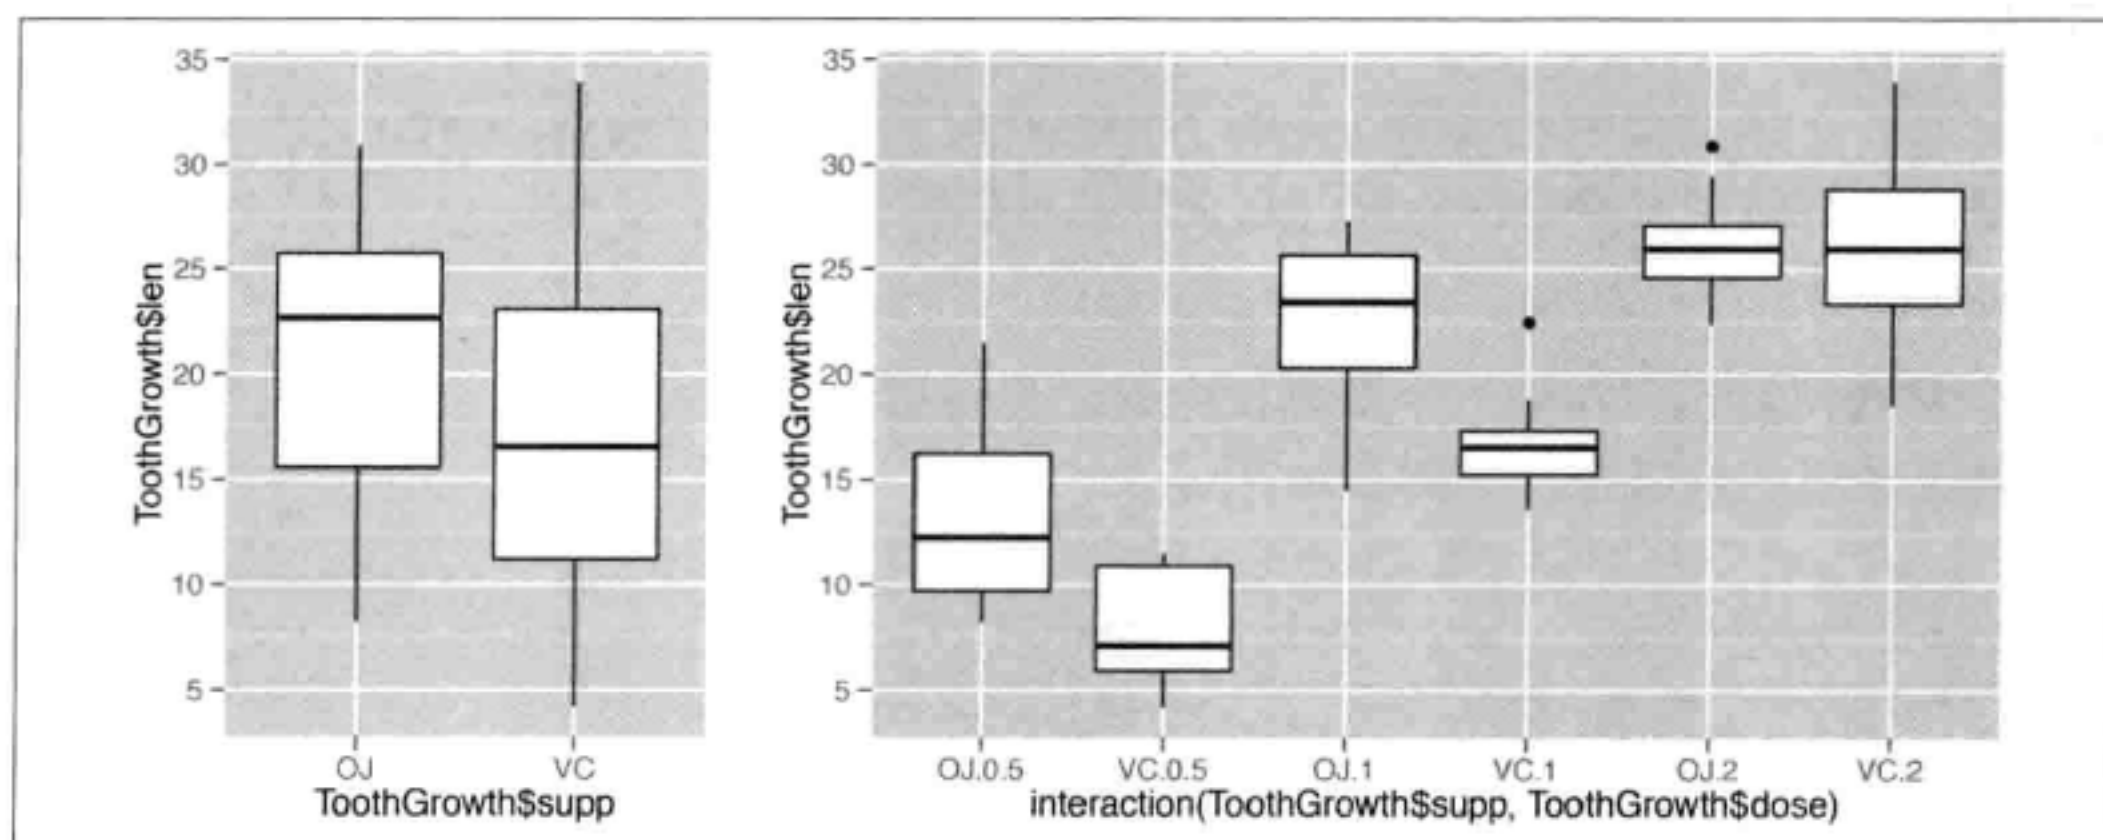 35
30
25
20
15
10
5
ToothGrowth$len
OJ VC
ToothGrowth$supp
35
30
25
20
15
10
5
ToothGrowth$len
OJ.0.5 VC.0.5 OJ.1 VC.1 OJ.2 VC.2
interaction(ToothGrowth$supp, ToothGrowth$dose)